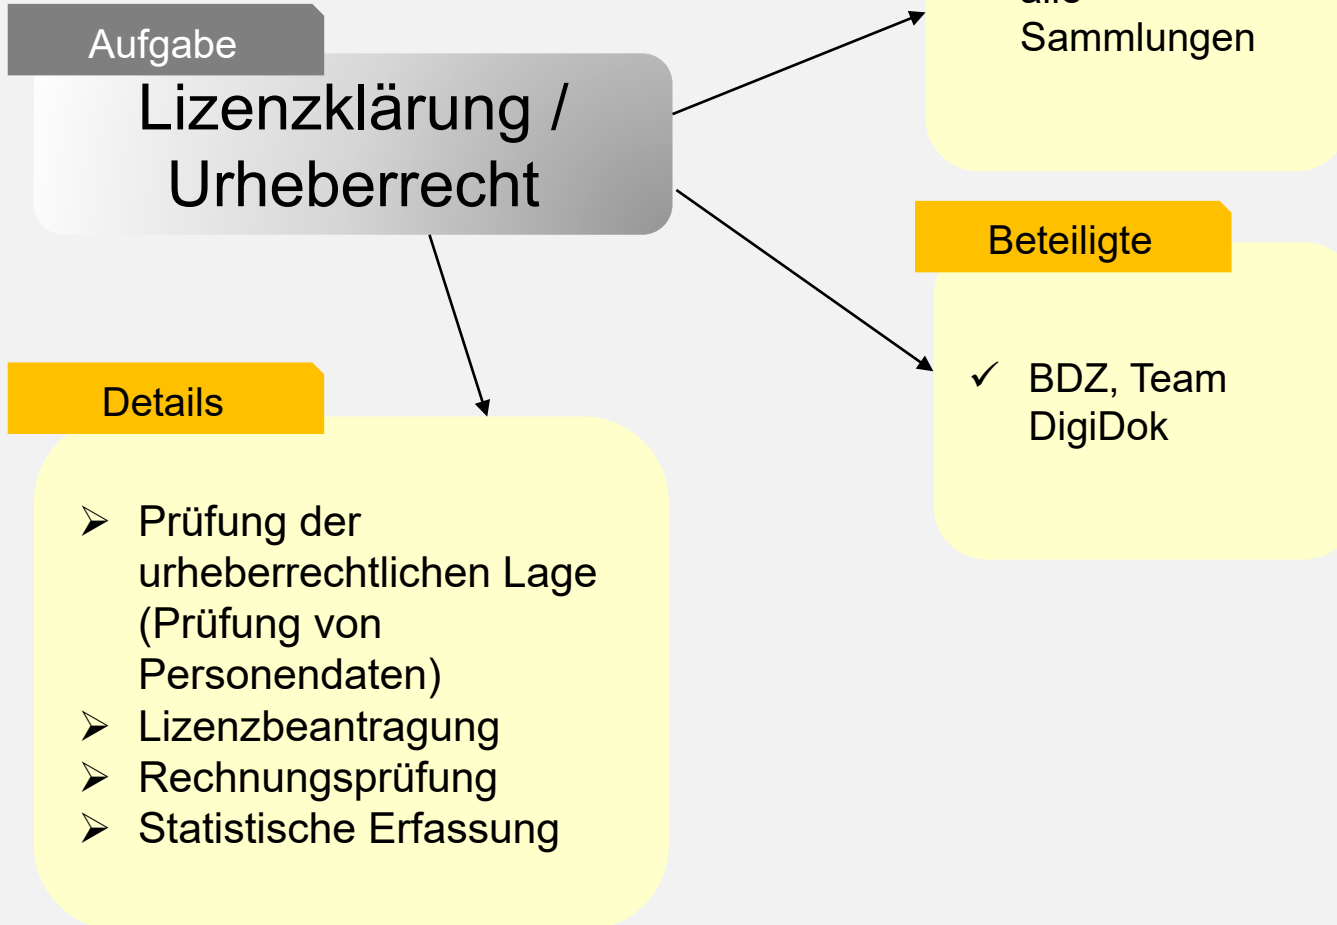 Aufgabe
Lizenzklärung /
Urheberrecht
Sammlungen
Beteiligte
✓ BDZ, Team
DigiDok
Details
➢ Prüfung der
urheberrechtlichen Lage
(Prüfung von
Personendaten)
➢ Lizenzbeantragung
➢ Rechnungsprüfung
➢ Statistische Erfassung